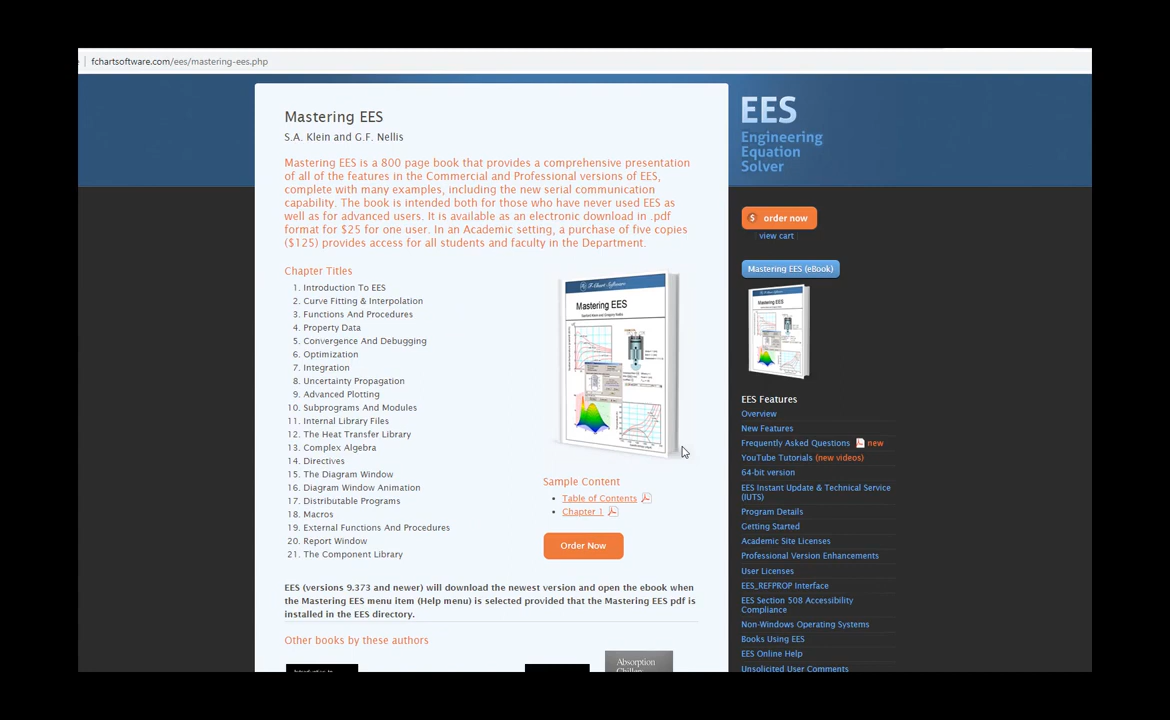 fchartsoftware.com/ees/mastering-ees.php
Mastering EES
S.A. Klein and G.F. Nellis
Mastering EES is a 800 page book that provides a comprehensive presentation
of all of the features in the Commercial and Professional versions of EES,
complete with many examples, including the new serial communication
capability. The book is intended both for those who have never used EES as
well as for advanced users. It is available as an electronic download in .pdf
format for $25 for one user. In an Academic setting, a purchase of five copies
($125) provides access for all students and faculty in the Department.
Chapter Titles
1. Introduction To EES
2. Curve Fitting & Interpolation
3. Functions And Procedures
4. Property Data
5. Convergence And Debugging
6. Optimization
7. Integration
8. Uncertainty Propagation
9. Advanced Plotting
10. Subprograms And Modules
11. Internal Library Files
12. The Heat Transfer Library
13. Complex Algebra
14. Directives
15. The Diagram Window
16. Diagram Window Animation
17. Distributable Programs
18. Macros
19. External Functions And Procedures
20. Report Window
21. The Component Library
F-Chart Software
Mastering EES
Sample Content
• Table of Contents
• Chapter 1
Order Now
EES (versions 9.373 and newer) will download the newest version and open the ebook when
the Mastering EES menu item (Help menu) is selected provided that the Mastering EES pdf is
installed in the EES directory.
Other books by these authors
Introduction to
Absorption
Chillers
EES
Engineering
Equation
Solver
$ order now
view cart
Mastering EES (eBook)
Mastering EES
EES Features
Overview
New Features
Frequently Asked Questions new
YouTube Tutorials (new videos)
64-bit version
EES Instant Update & Technical Service
(IUTS)
Program Details
Getting Started
Academic Site Licenses
Professional Version Enhancements
User Licenses
EES_REFPROP Interface
EES Section 508 Accessibility
Compliance
Non-Windows Operating Systems
Books Using EES
EES Online Help
Unsolicited User Comments